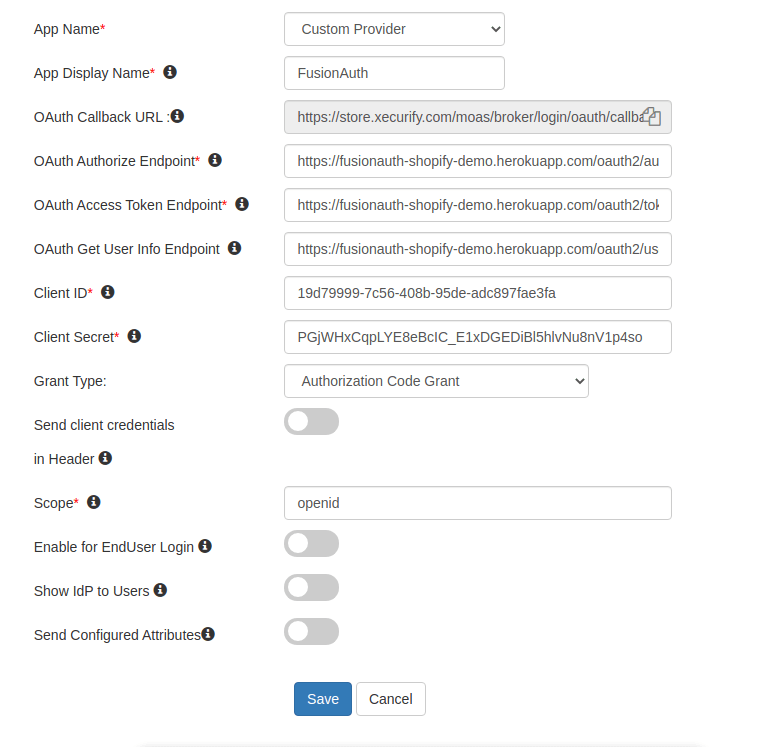 App Name*
Custom Provider
App Display Name*
FusionAuth
OAuth Callback URL :
https://store.xecurify.com/moas/broker/login/oauth/callba
OAuth Authorize Endpoint*
https://fusionauth-shopify-demo.herokuapp.com/oauth2/au
OAuth Access Token Endpoint*
https://fusionauth-shopify-demo.herokuapp.com/oauth2/tok
OAuth Get User Info Endpoint
https://fusionauth-shopify-demo.herokuapp.com/oauth2/us
Client ID*
19d79999-7c56-408b-95de-adc897fae3fa
Client Secret*
PGjWHxCqpLYE8eBcIC_E1xDGEDiBl5hlvNu8nV1p4so
Grant Type:
Authorization Code Grant
Send client credentials
in Header
Scope*
openid
Enable for EndUser Login
Show IdP to Users
Send Configured Attributes
Save
Cancel